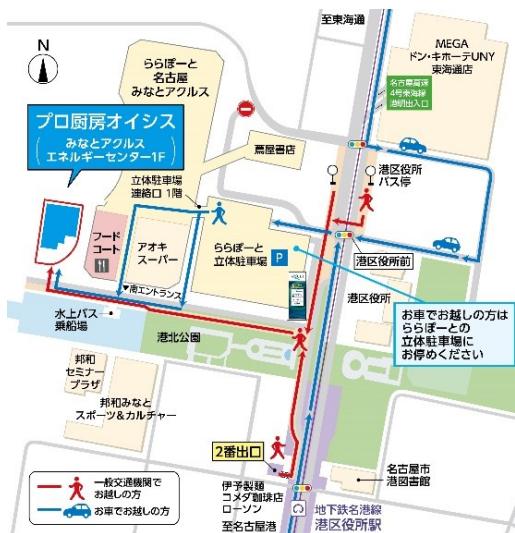 N
至東海通
MEGA
ドン・キホーテUNY
東海通店
ららぽーと
名古屋
みなとアクルス
名古屋高速
4号東海線
港明出入口
プロ厨房オイシス
みなとアクルス
エネルギーセンター1F
蔦屋書店
港区役所
バス停
立体駐車場
連絡口 1階
フード
コート
アオキ
スーパー
ららぽーと
立体駐車場
P
港区役所前
▼南エントランス
港区役所
お車でお越しの方は
ららぽーとの
立体駐車場に
お停めください
水上バス
乗船場
港北公園
邦和
セミナー
プラザ
邦和みなと
スポーツ&カルチャー
2番出口
名古屋市
港図書館
伊予製麺
コメダ珈琲店
ローソン
至名古屋港
地下鉄名港線
港区役所駅
一般交通機関で
お越しの方
お車でお越しの方